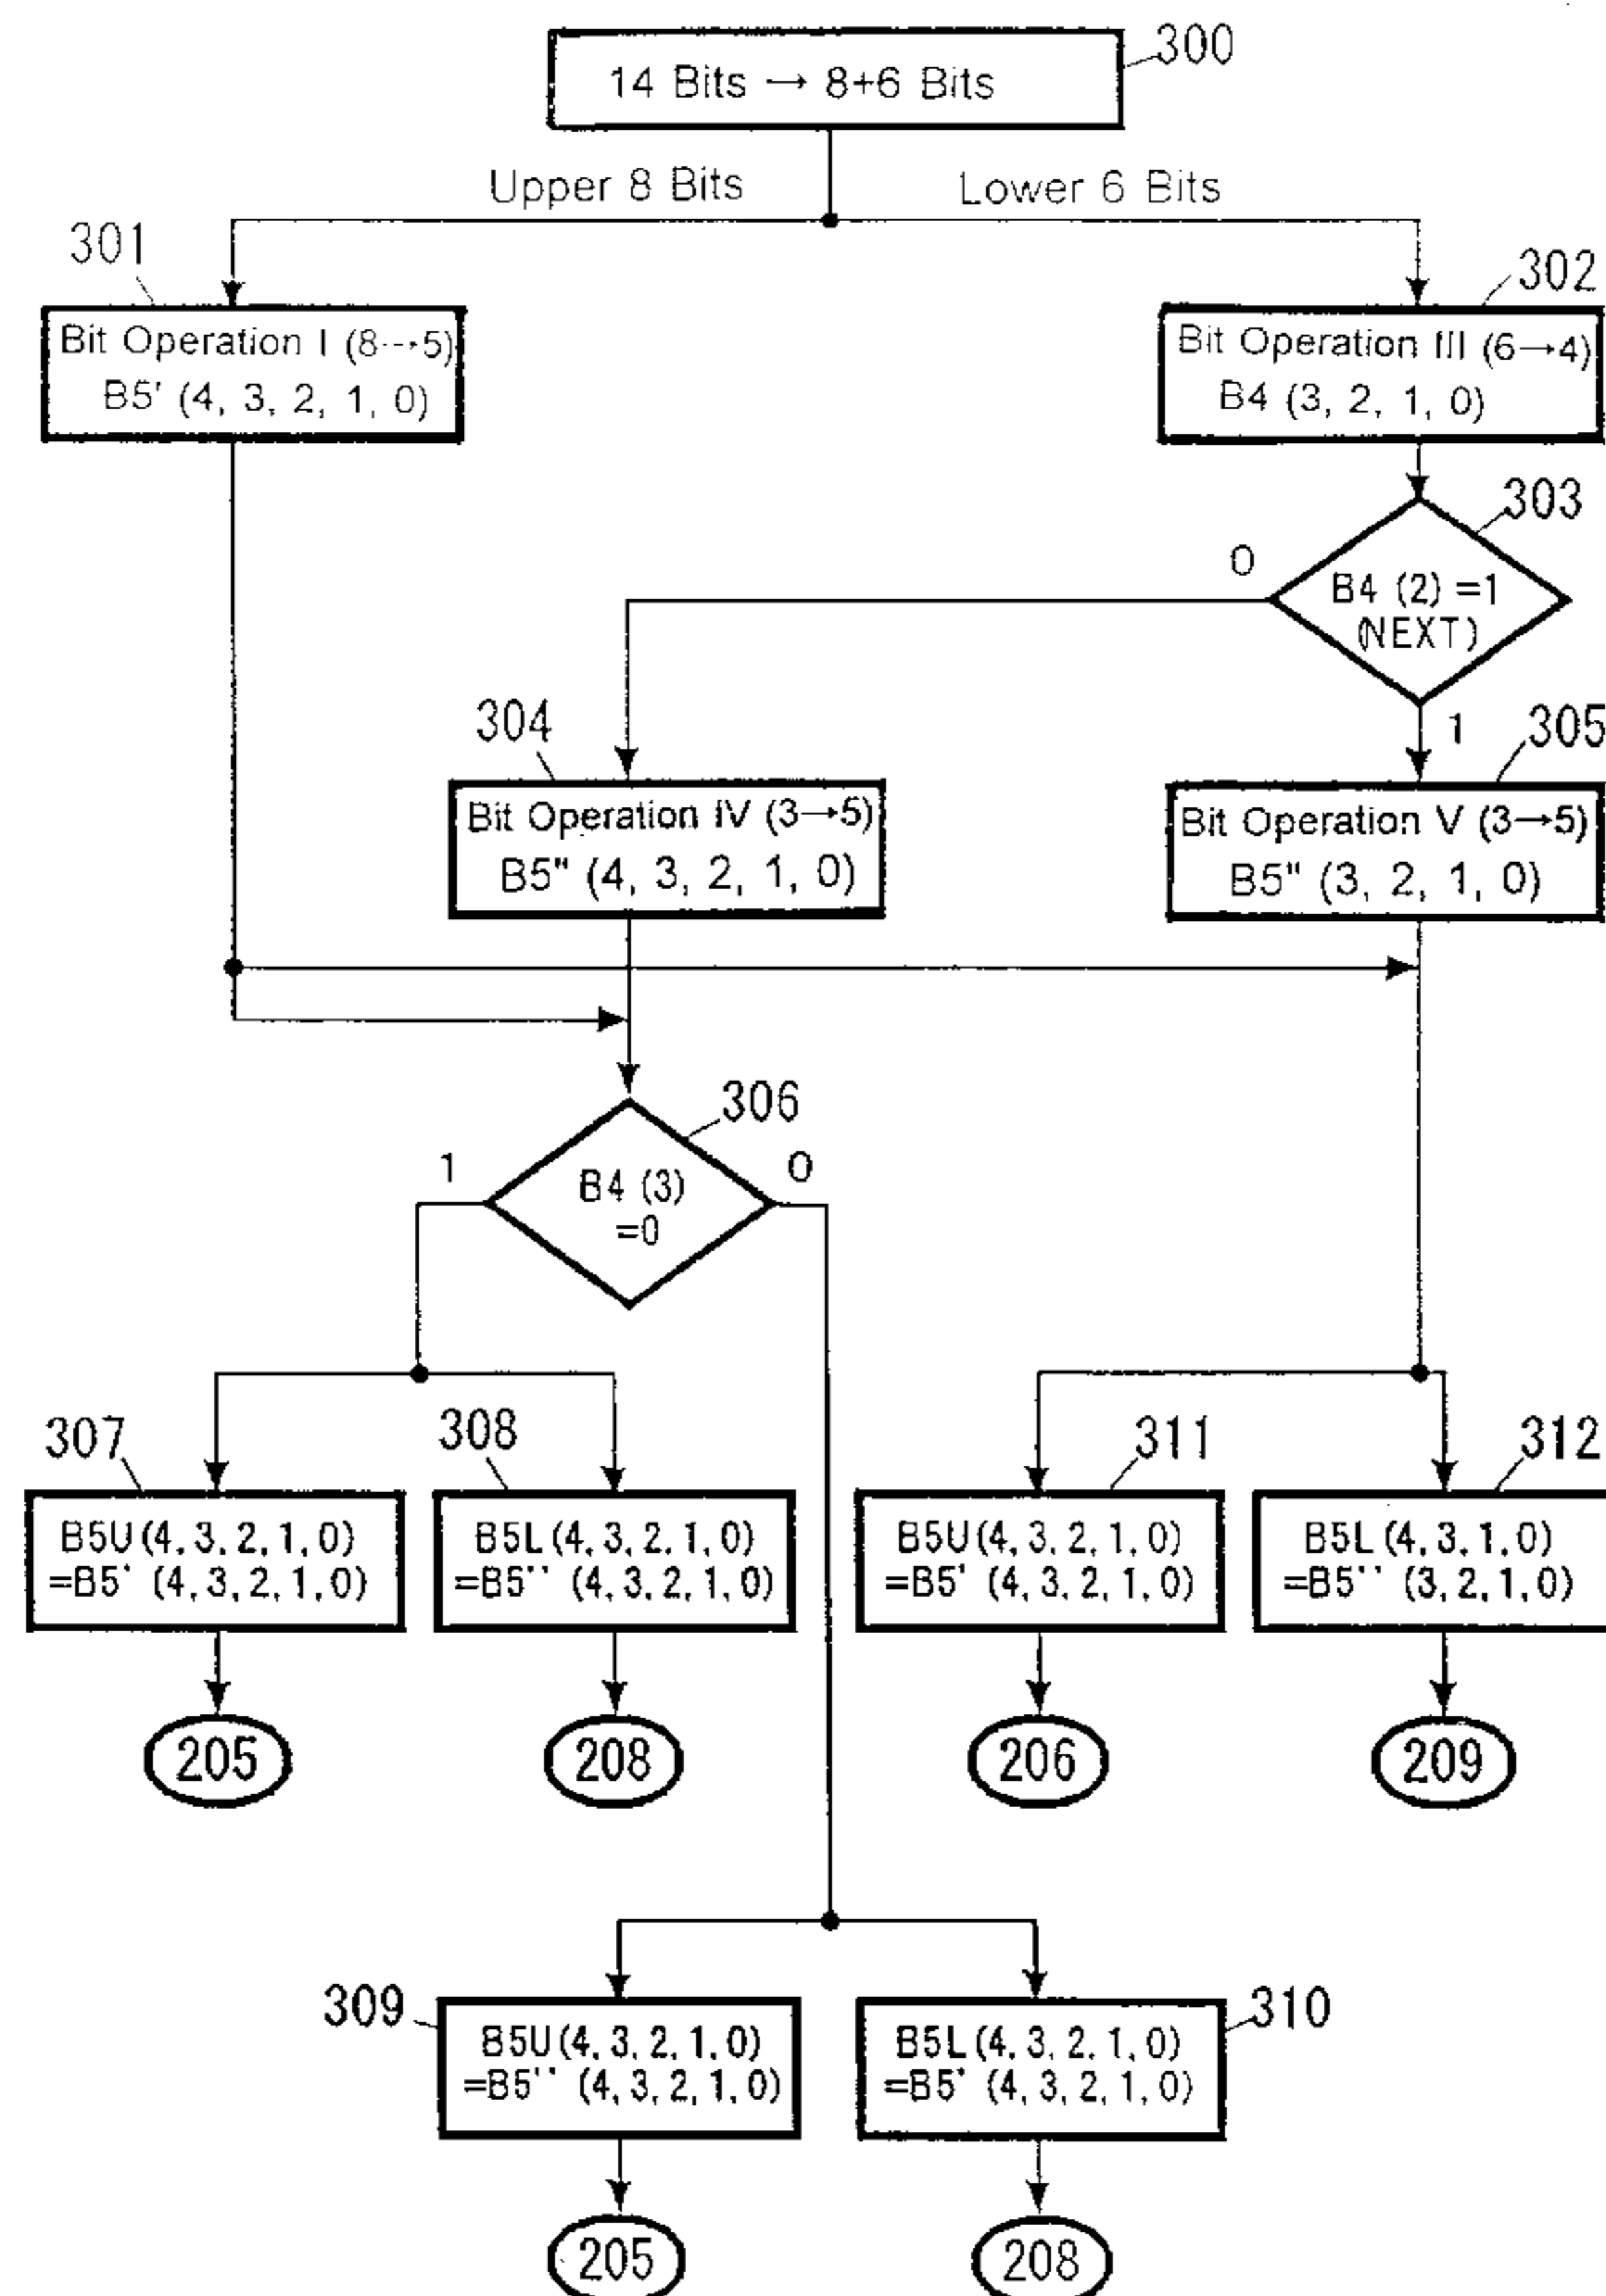 300
14 Bits → 8+6 Bits
Upper 8 Bits
Lower 6 Bits
301
302
Bit Operation I (8→5)
B5' (4, 3, 2, 1, 0)
Bit Operation III (6→4)
B4 (3, 2, 1, 0)
303
0
B4 (2) =1
(NEXT)
1
304
305
Bit Operation IV (3→5)
B5" (4, 3, 2, 1, 0)
Bit Operation V (3→5)
B5" (3, 2, 1, 0)
306
1
0
B4 (3)
=0
307
308
311
312
B5U(4,3,2,1,0)
=B5' (4,3,2,1,0)
B5L(4,3,2,1,0)
=B5'' (4,3,2,1,0)
B5U(4,3,2,1,0)
=B5' (4,3,2,1,0)
B5L(4,3,1,0)
=B5'' (3,2,1,0)
205
208
206
209
309
310
B5U(4,3,2,1,0)
=B5'' (4,3,2,1,0)
B5L(4,3,2,1,0)
=B5' (4,3,2,1,0)
205
208